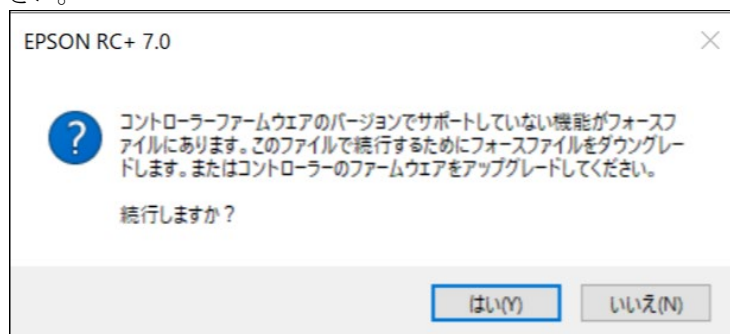 さい。
EPSON RC+ 7.0
コントローラーファームウエアのバージョンでサポートしていない機能がフォースフ
ァイルにあります。このファイルで続行するためにフォースファイルをダウングレー
ドします。またはコントローラーのファームウエアをアップグレードしてください。
続行しますか？
はい(Y)
いいえ(N)